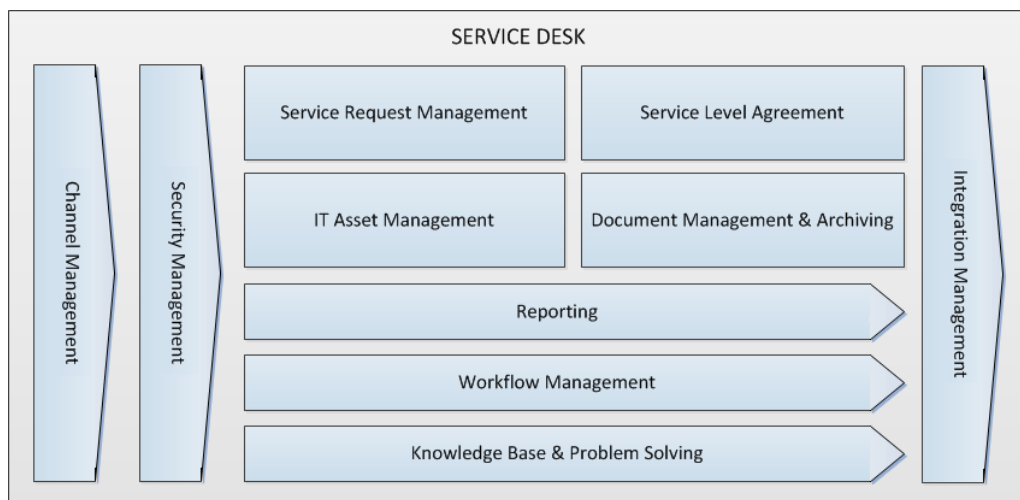 SERVICE DESK
Channel Management
Security Management
Service Request Management
Service Level Agreement
IT Asset Management
Document Management & Archiving
Reporting
Workflow Management
Knowledge Base & Problem Solving
Integration Management